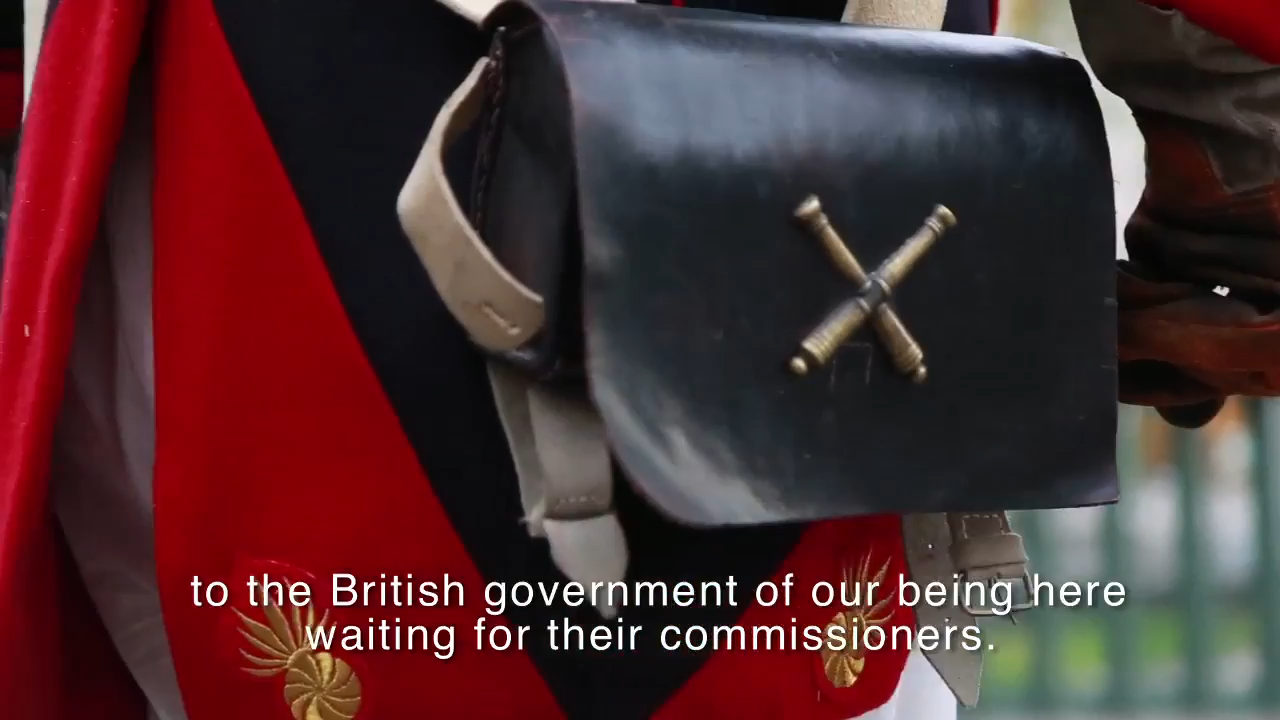 to the British government of our being here
waiting for their commissioners.